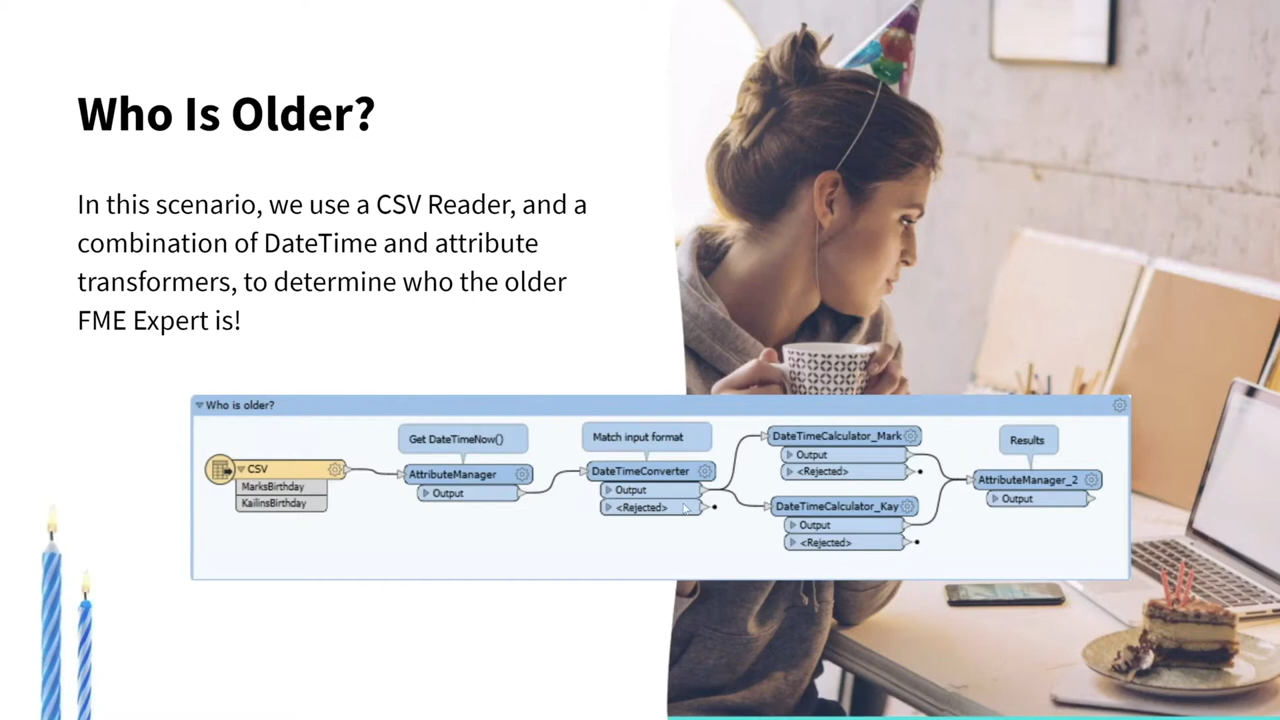 Who Is Older?
In this scenario, we use a CSV Reader, and a
combination of DateTime and attribute
transformers, to determine who the older
FME Expert is!
Who is older?
Get DateTimeNow()
Match input format
Results
CSV
MarksBirthday
KailinsBirthday
AttributeManager
Output
DateTimeConverter
Output
<Rejected>
DateTimeCalculator_Mark
Output
<Rejected>
DateTimeCalculator_Kay
Output
<Rejected>
AttributeManager_2
Output